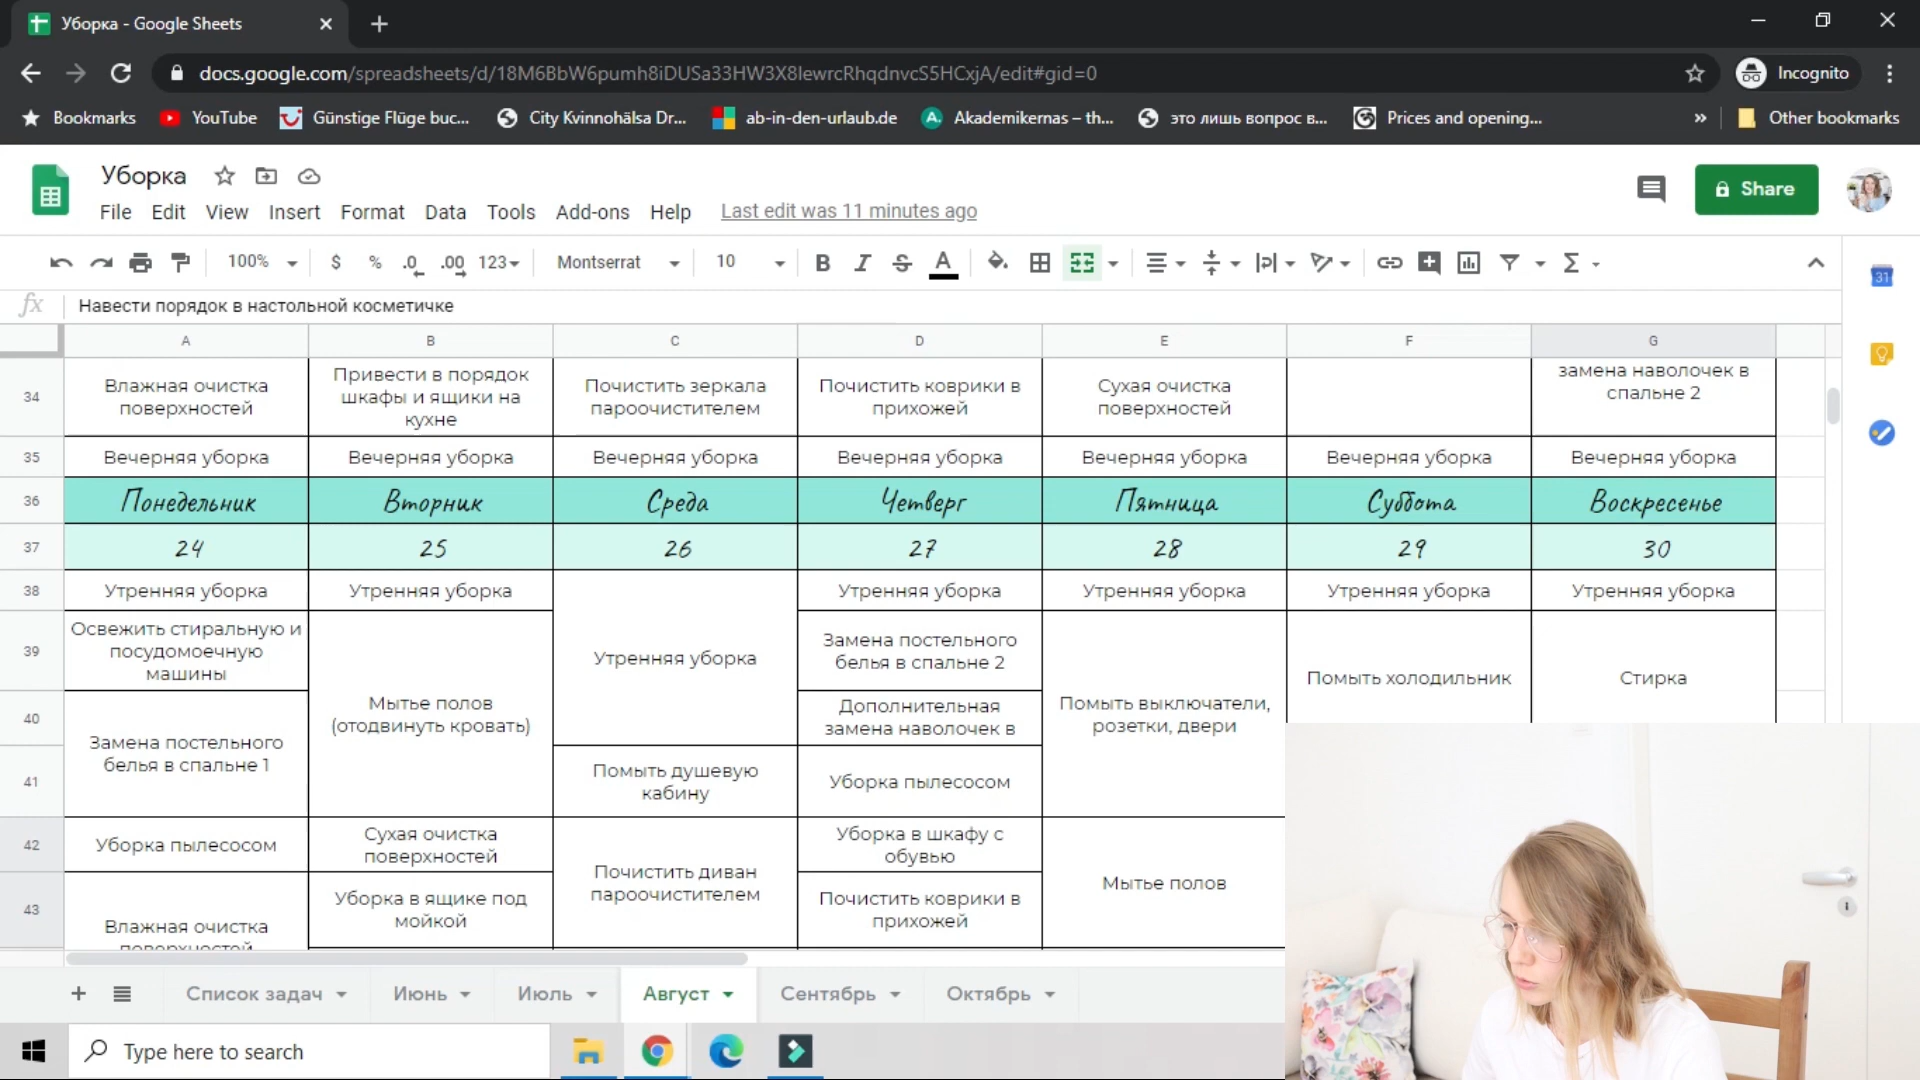 Уборка - Google Sheets
docs.google.com/spreadsheets/d/18M6BbW6pumh8iDUSa33HW3X8IewrcRhqdnvcS5HCxjA/edit#gid=0
Incognito
Bookmarks YouTube Günstige Flüge buc... City Kvinnohälsa Dr... ab-in-den-urlaub.de Akademikernas – th... это лишь вопрос в... Prices and opening... » Other bookmarks
Уборка
Share
File Edit View Insert Format Data Tools Add-ons Help Last edit was 11 minutes ago
100% $ % .0 .00 123 Montserrat 10 B I S A Σ
31
fx Навести порядок в настольной косметичке
A B C D E F G
34
Влажная очистка
поверхностей
Привести в порядок
шкафы и ящики на
кухне
Почистить зеркала
пароочистителем
Почистить коврики в
прихожей
Сухая очистка
поверхностей
замена наволочек в
спальне 2
35 Вечерняя уборка Вечерняя уборка Вечерняя уборка Вечерняя уборка Вечерняя уборка Вечерняя уборка Вечерняя уборка
36 Понедельник Вторник Среда Четверг Пятница Суббота Воскресенье
37 24 25 26 27 28 29 30
38 Утренняя уборка Утренняя уборка Утренняя уборка Утренняя уборка Утренняя уборка Утренняя уборка
39
Освежить стиральную и
посудомоечную
машины
Утренняя уборка
Замена постельного
белья в спальне 2
Помыть холодильник
Стирка
40
Замена постельного
белья в спальне 1
Мытье полов
(отодвинуть кровать)
Дополнительная
замена наволочек в
Помыть выключатели,
розетки, двери
41
Помыть душевую
кабину
Уборка пылесосом
42
Уборка пылесосом
Сухая очистка
поверхностей
Почистить диван
пароочистителем
Уборка в шкафу с
обувью
Мытье полов
43
Влажная очистка
поверхностей
Уборка в ящике под
мойкой
Почистить коврики в
прихожей
+ Список задач Июнь Июль Август Сентябрь Октябрь
Type here to search